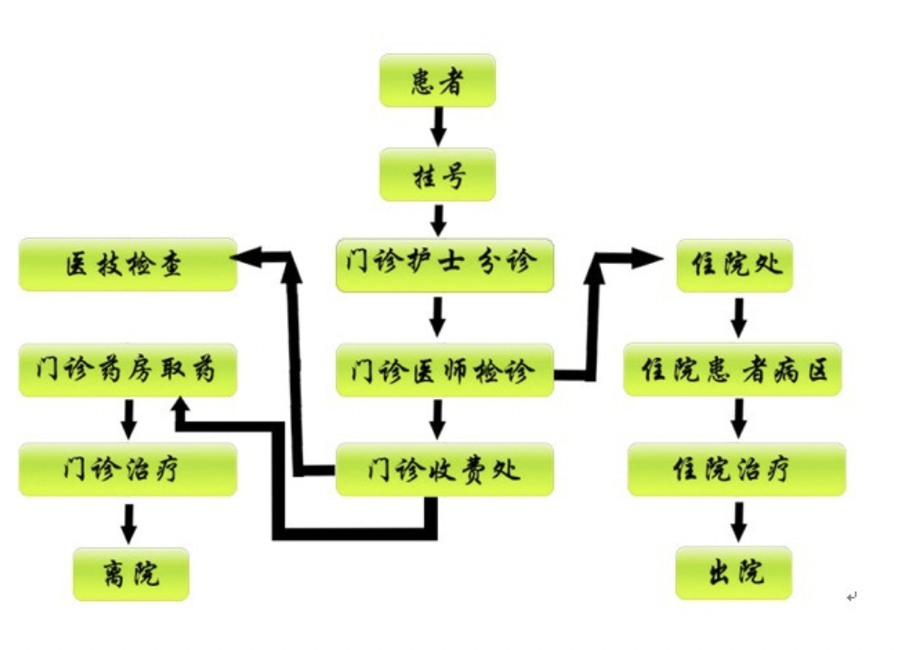 患者
挂号
医技检查
门诊护士分诊
住院处
门诊药房取药
门诊医师检诊
住院患者病区
门诊治疗
门诊收费处
住院治疗
离院
出院